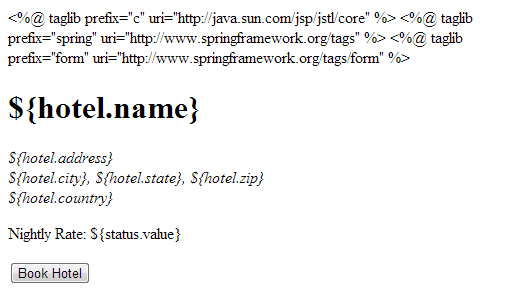 <%@ taglib prefix="c" uri="http://java.sun.com/jsp/jstl/core" %> <%@ taglib
prefix="spring" uri="http://www.springframework.org/tags" %> <%@ taglib
prefix="form" uri="http://www.springframework.org/tags/form" %>
${hotel.name}
${hotel.address}
${hotel.city}, ${hotel.state}, ${hotel.zip}
${hotel.country}
Nightly Rate: ${status.value}
Book Hotel